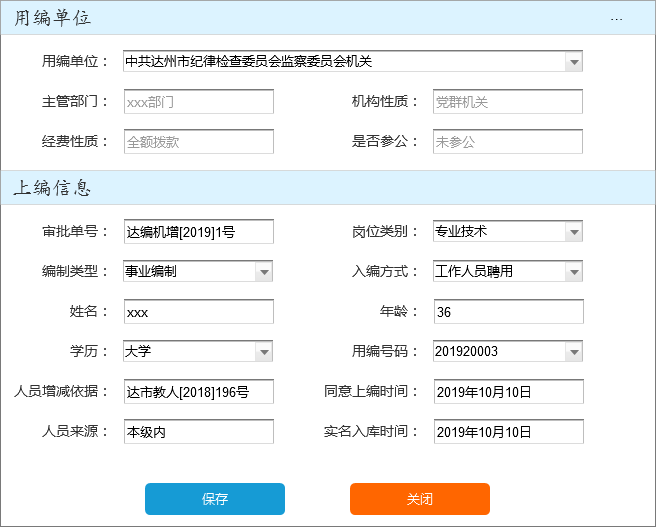 用编单位 ...
用编单位： 中共达州市纪律检查委员会监察委员会机关
主管部门： xxx部门 机构性质： 党群机关
经费性质： 全额拨款 是否参公： 未参公
上编信息
审批单号： 达编机增[2019]1号 岗位类别： 专业技术
编制类型： 事业编制 入编方式： 工作人员聘用
姓名： xxx 年龄： 36
学历： 大学 用编号码： 201920003
人员增减依据： 达市教人[2018]196号 同意上编时间： 2019年10月10日
人员来源： 本级内 实名入库时间： 2019年10月10日
保存 关闭